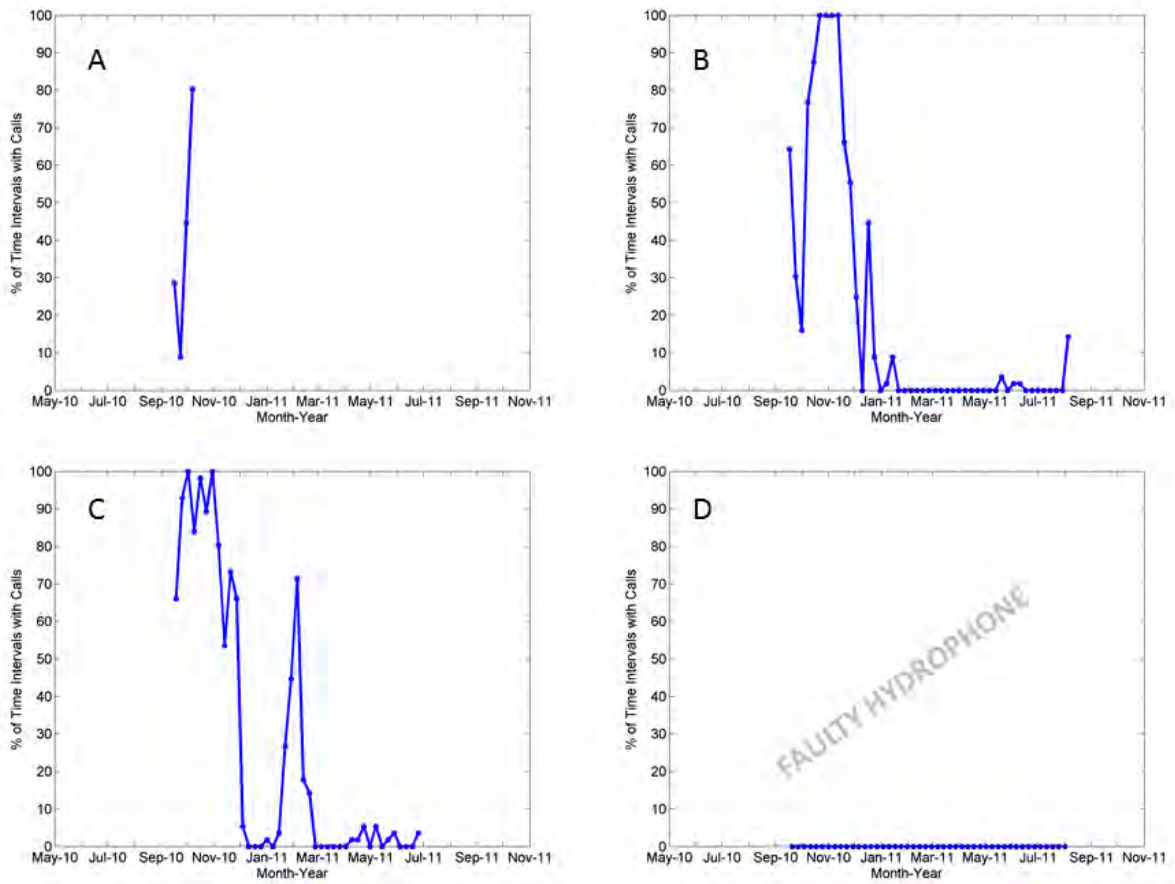 A
% of Time Intervals with Calls
100
90
80
70
60
50
40
30
20
10
0
May-10 Jul-10 Sep-10 Nov-10 Jan-11 Mar-11 May-11 Jul-11 Sep-11 Nov-11
Month-Year
B
% of Time Intervals with Calls
100
90
80
70
60
50
40
30
20
10
0
May-10 Jul-10 Sep-10 Nov-10 Jan-11 Mar-11 May-11 Jul-11 Sep-11 Nov-11
Month-Year
C
% of Time Intervals with Calls
100
90
80
70
60
50
40
30
20
10
0
May-10 Jul-10 Sep-10 Nov-10 Jan-11 Mar-11 May-11 Jul-11 Sep-11 Nov-11
Month-Year
D
% of Time Intervals with Calls
100
90
80
70
60
50
40
30
20
10
0
FAULTY HYDROPHONE
May-10 Jul-10 Sep-10 Nov-10 Jan-11 Mar-11 May-11 Jul-11 Sep-11 Nov-11
Month-Year